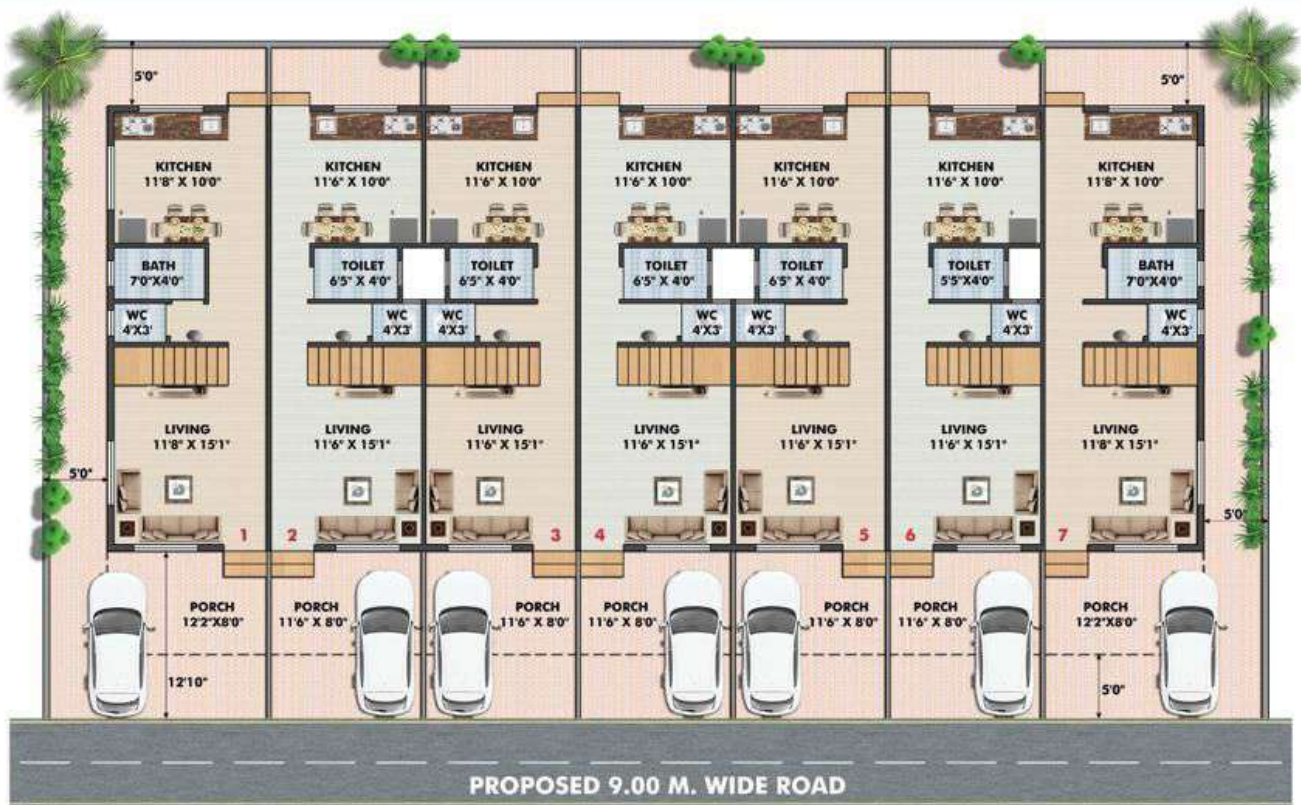 5'0"
5'0"
KITCHEN
11'8" X 10'0"
KITCHEN
11'6" X 10'0"
KITCHEN
11'6" X 10'0"
KITCHEN
11'6" X 10'0"
KITCHEN
11'6" X 10'0"
KITCHEN
11'6" X 10'0"
KITCHEN
11'8" X 10'0"
BATH
7'0"X4'0"
TOILET
6'5" X 4'0"
TOILET
6'5" X 4'0"
TOILET
6'5" X 4'0"
TOILET
6'5" X 4'0"
TOILET
5'5"X4'0"
BATH
7'0"X4'0"
WC
4'X3'
WC
4'X3'
WC
4'X3'
WC
4'X3'
WC
4'X3'
WC
4'X3'
WC
4'X3'
LIVING
11'8" X 15'1"
LIVING
11'6" X 15'1"
LIVING
11'6" X 15'1"
LIVING
11'6" X 15'1"
LIVING
11'6" X 15'1"
LIVING
11'6" X 15'1"
LIVING
11'8" X 15'1"
5'0"
5'0"
1
2
3
4
5
6
7
PORCH
12'2"X8'0"
PORCH
11'6" X 8'0"
PORCH
11'6" X 8'0"
PORCH
11'6" X 8'0"
PORCH
11'6" X 8'0"
PORCH
11'6" X 8'0"
PORCH
12'2"X8'0"
12'10"
5'0"
PROPOSED 9.00 M. WIDE ROAD